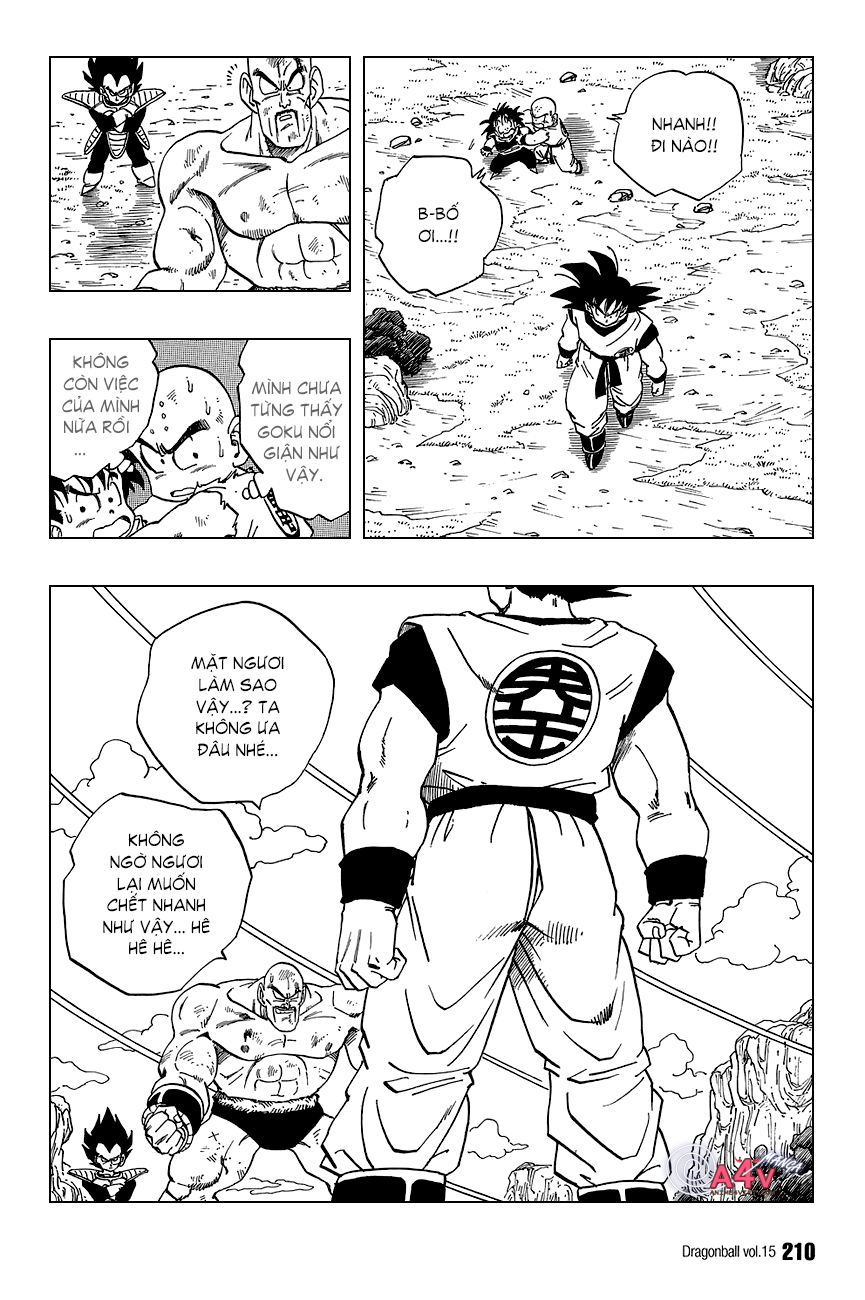 NHANH!!
ĐI NÀO!!
B-BỐ
ƠI...!!
KHÔNG
CÒN VIỆC
CỦA MÌNH
NỮA RỒI
...
MÌNH CHƯA
TỪNG THẤY
GOKU NỔI
GIẬN NHƯ
VẬY.
MẶT NGƯƠI
LÀM SAO
VẬY...? TA
KHÔNG ƯA
ĐÂU NHÉ...
KHÔNG
NGỜ NGƯƠI
LẠI MUỐN
CHẾT NHANH
NHƯ VẬY... HÊ
HÊ HÊ...
A4V
Dragonball vol.15 210